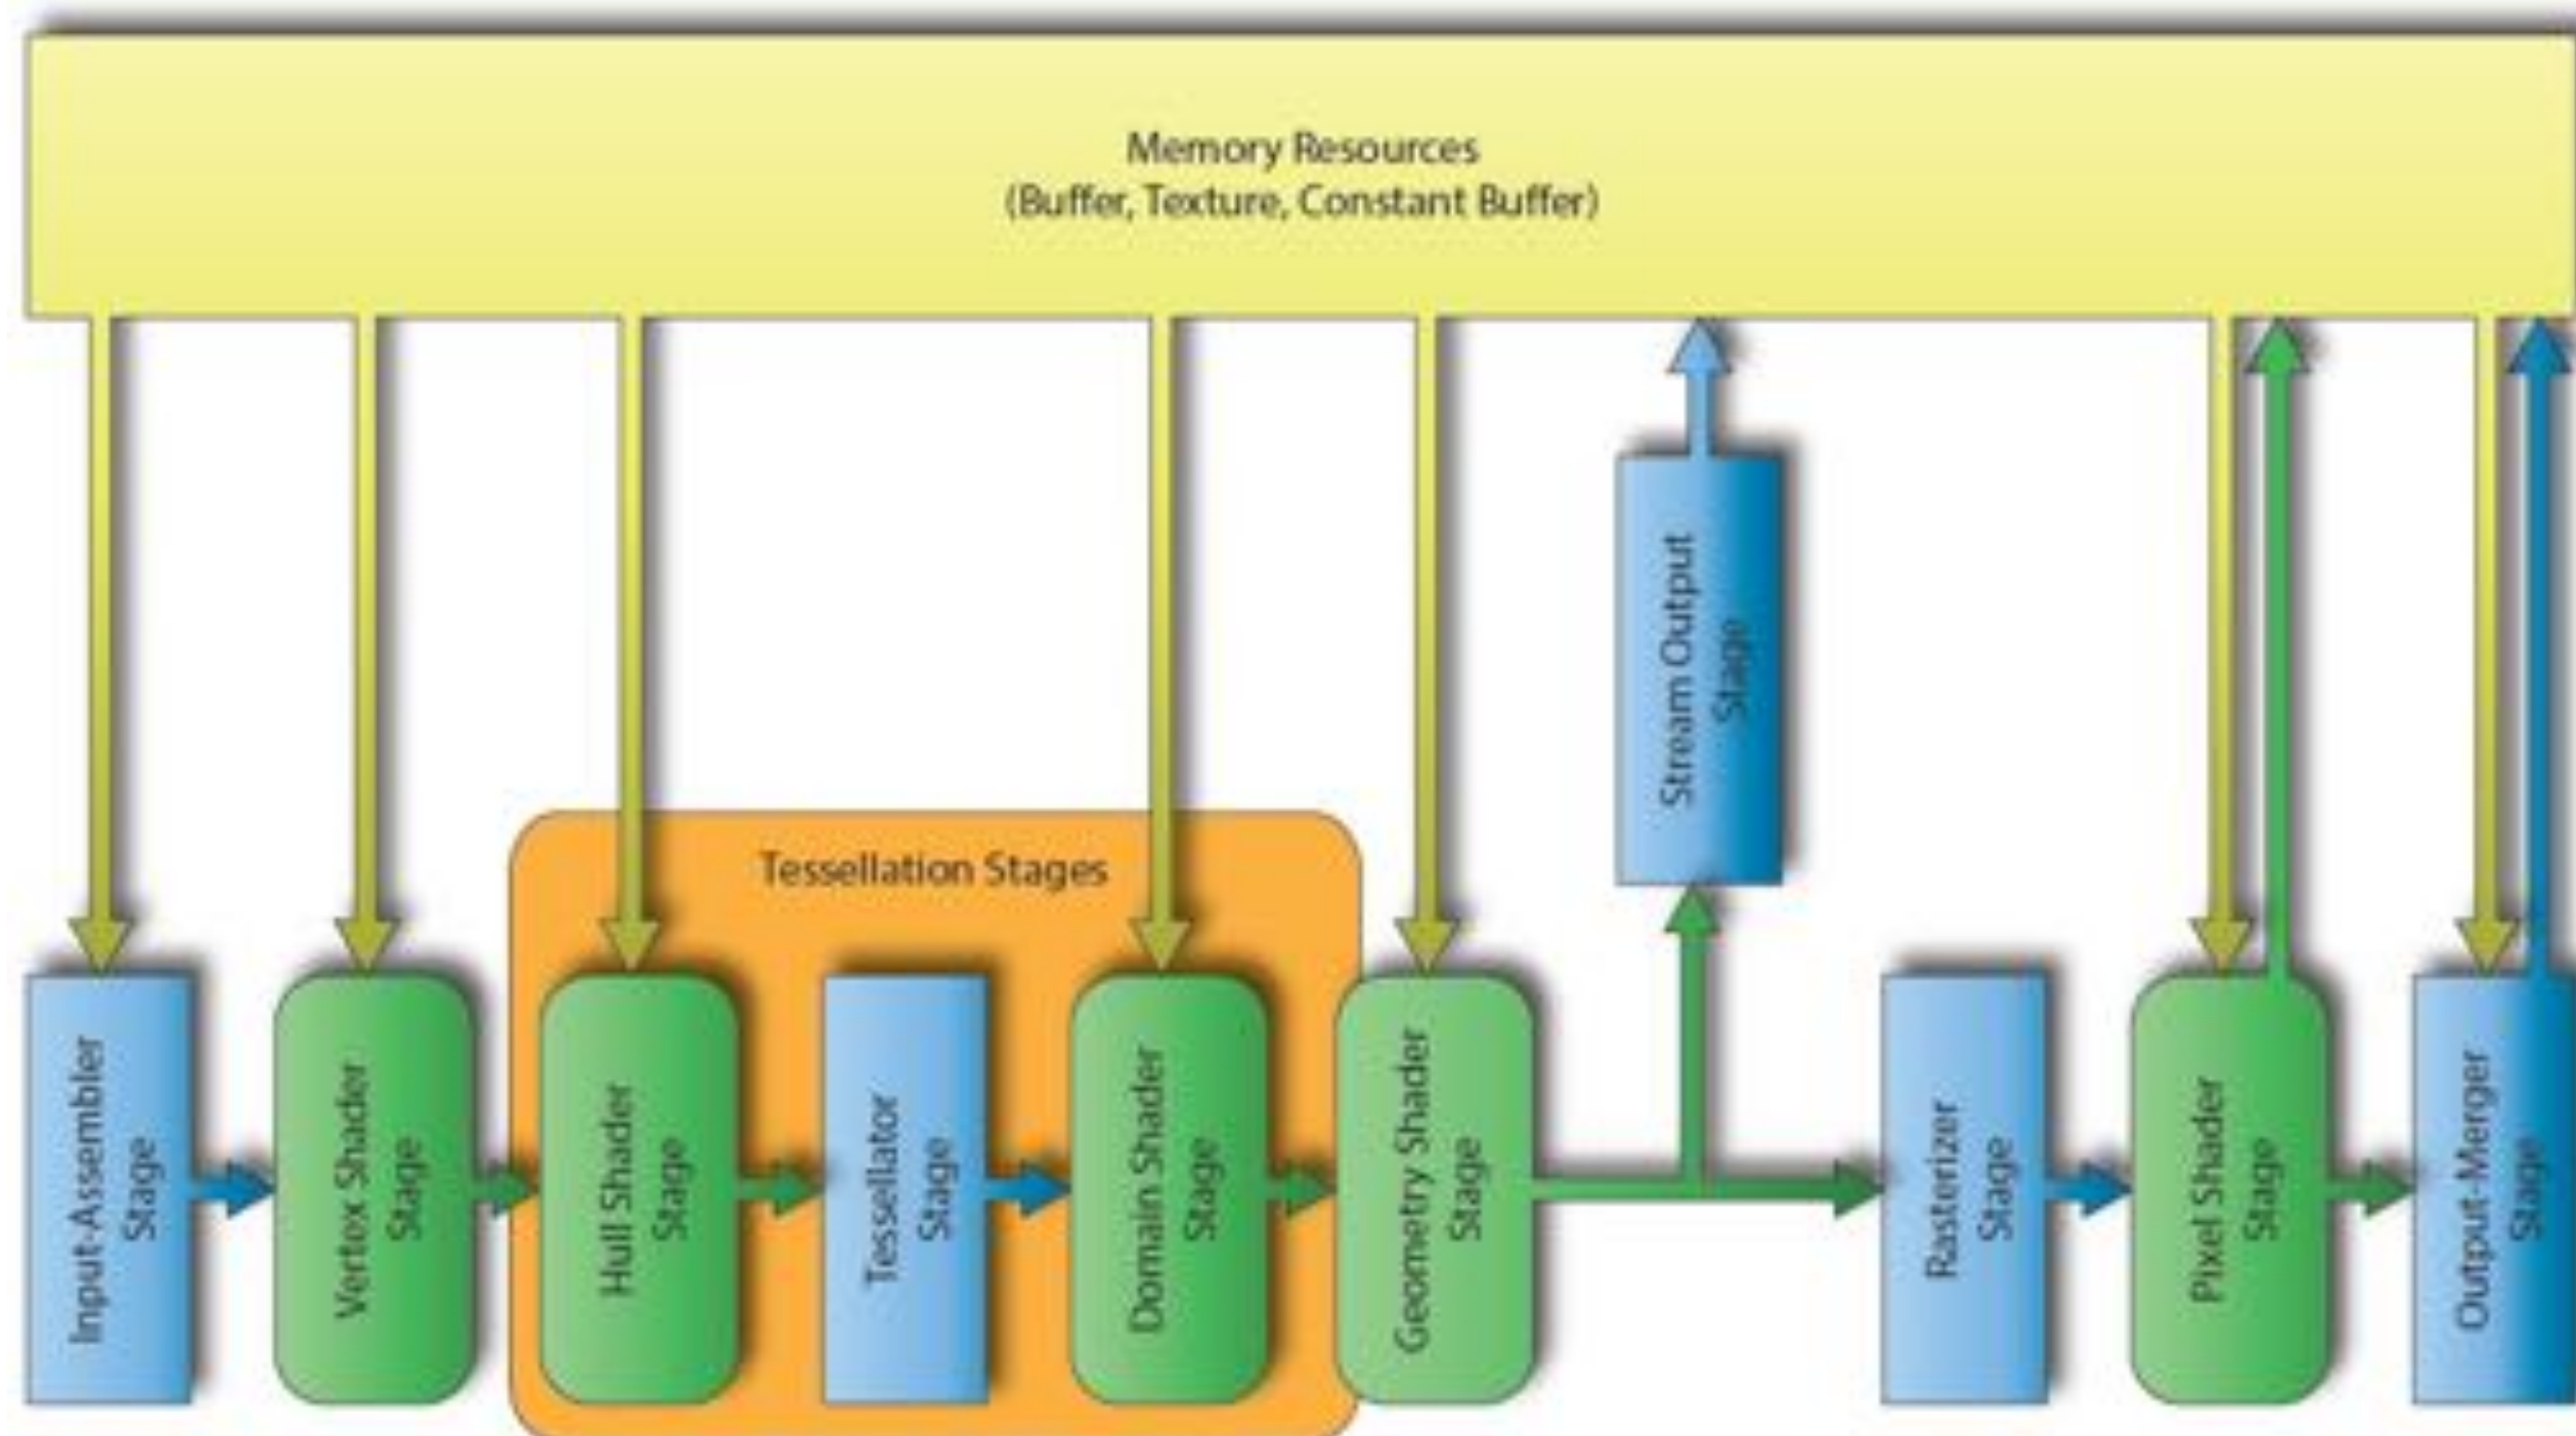 Memory Resources
(Buffer, Texture, Constant Buffer)
Tessellation Stages
Input-Assembler
Stage
Vertex Shader
Stage
Hull Shader
Stage
Tessellator
Stage
Domain Shader
Stage
Geometry Shader
Stage
Stream Output
Stage
Rasterizer
Stage
Pixel Shader
Stage
Output-Merger
Stage